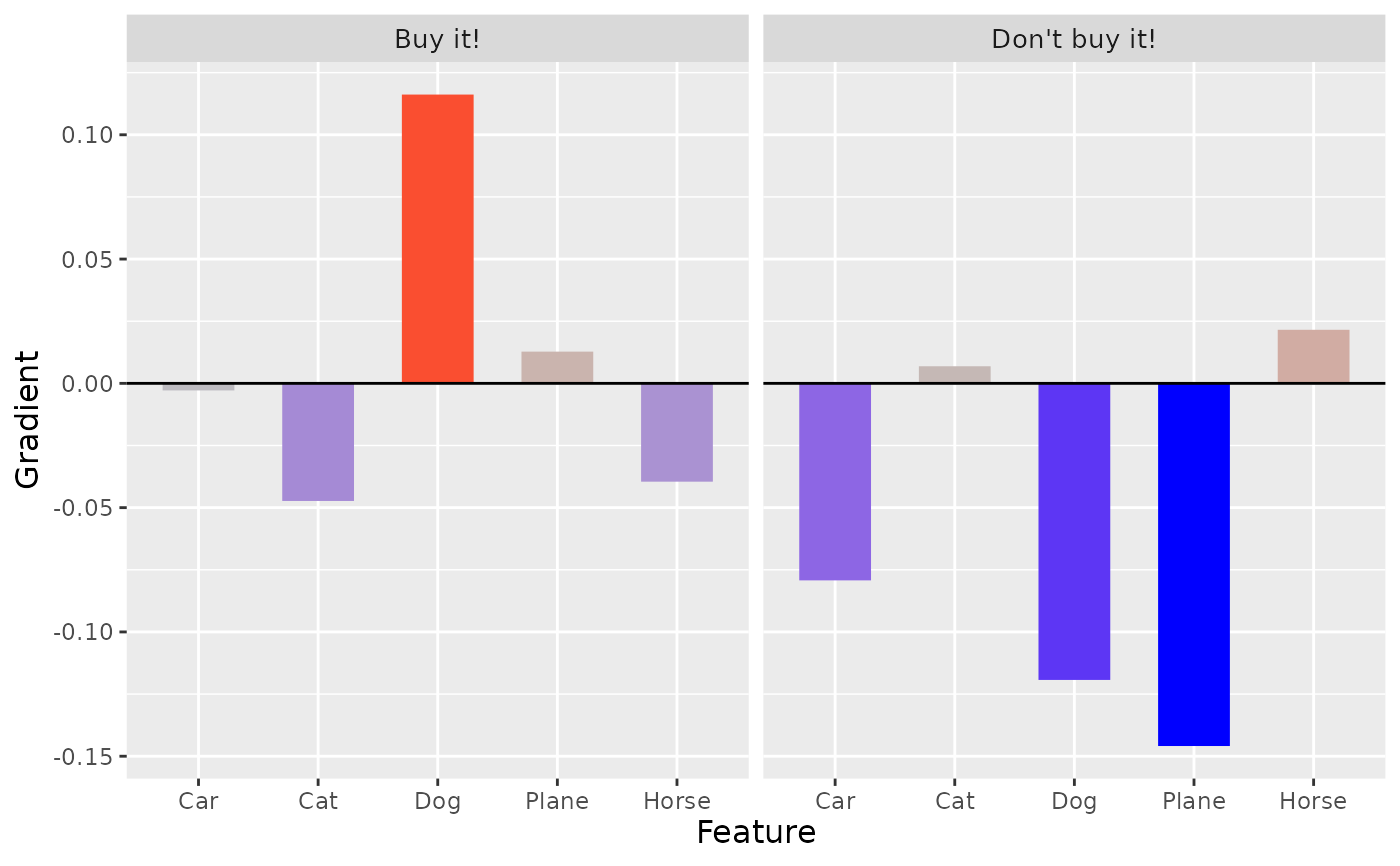 Buy it!
Don't buy it!
Gradient
0.10
0.05
0.00
-0.05
-0.10
-0.15
Car Cat Dog Plane Horse
Car Cat Dog Plane Horse
Feature